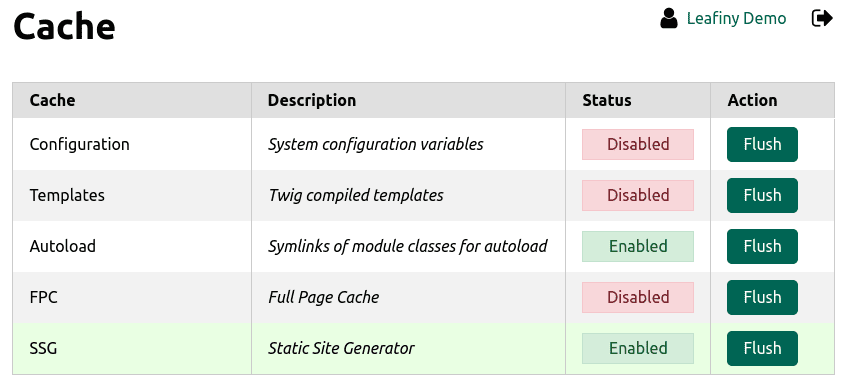 Cache
Leafiny Demo
Cache Description Status Action
Configuration System configuration variables Disabled Flush
Templates Twig compiled templates Disabled Flush
Autoload Symlinks of module classes for autoload Enabled Flush
FPC Full Page Cache Disabled Flush
SSG Static Site Generator Enabled Flush